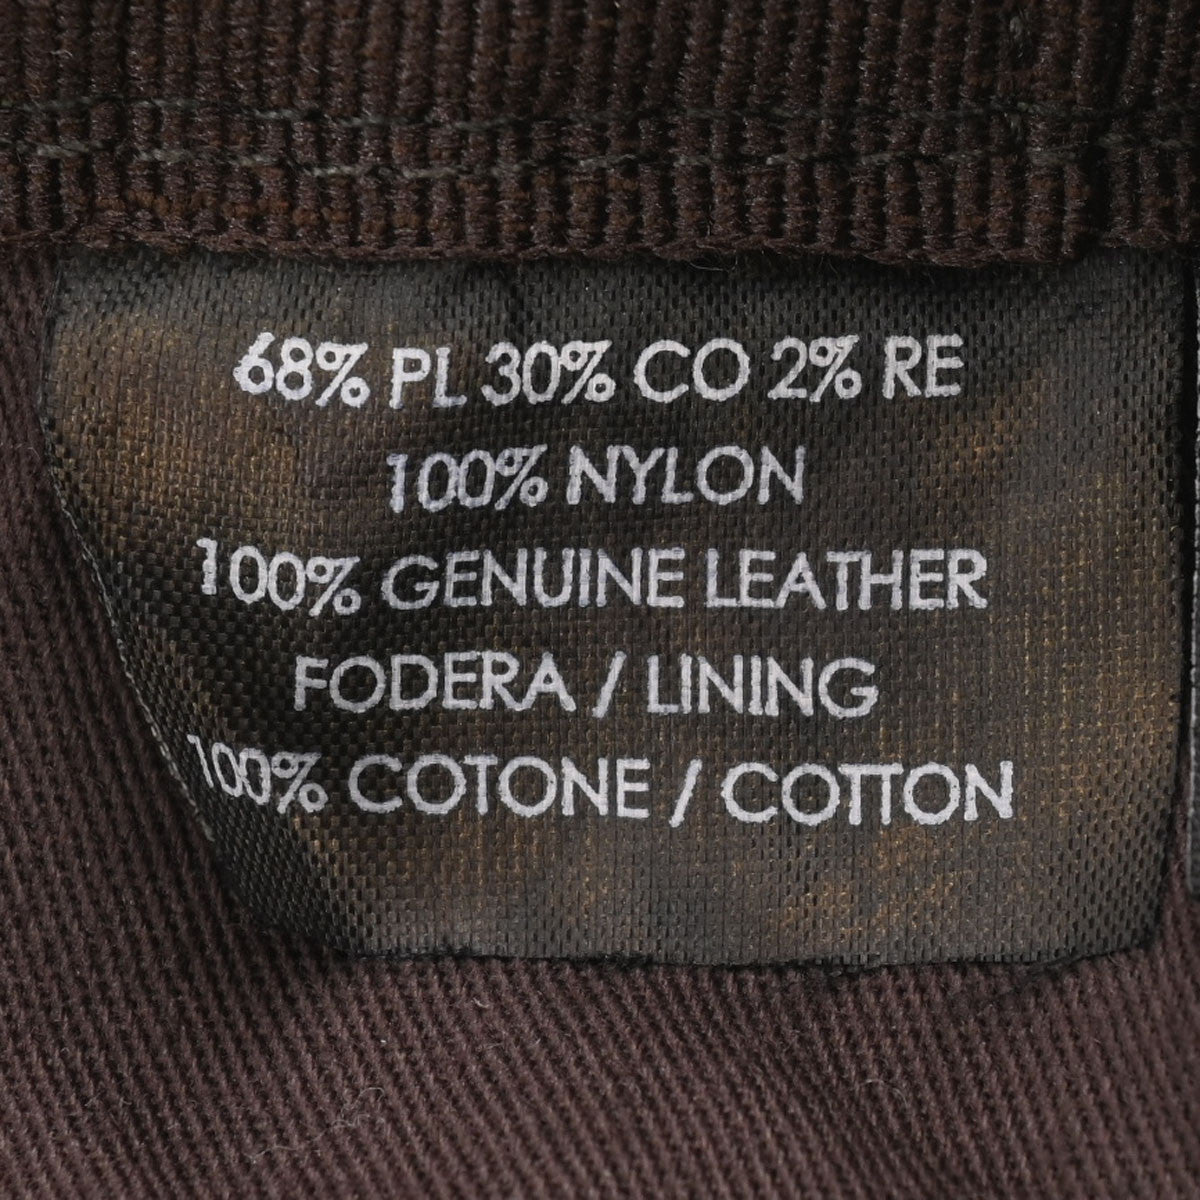 68% PL 30% CO 2% RE
100% NYLON
100% GENUINE LEATHER
FODERA / LINING
100% COTONE / COTTON